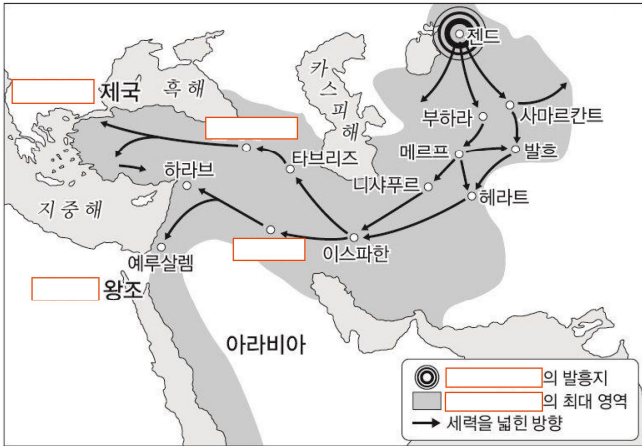 젠드
카스피해
흑해
제국
부하라
사마르칸트
메르프
발흐
타브리즈
하라브
니샤푸르
헤라트
지중해
이스파한
예루살렘
왕조
아라비아
의 발흥지
의 최대 영역
세력을 넓힌 방향